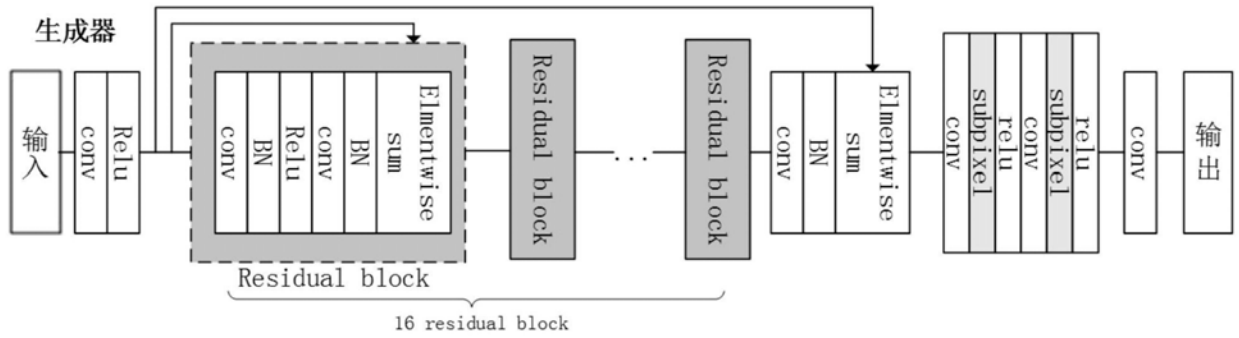 生成器
输入
conv
Relu
conv
BN
Relu
conv
BN
Elmentwise
sum
Residual block
Residual block
...
Residual block
conv
BN
Elmentwise
sum
conv
subpixel
relu
conv
subpixel
relu
conv
输出
16 residual block